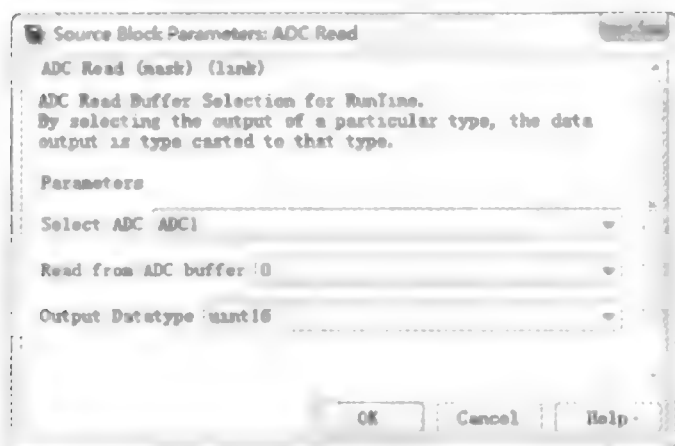 Source Block Parameters: ADC Read
ADC Read (mask) (link)
ADC Read Buffer Selection for RunTime.
By selecting the output of a particular type, the data
output is type casted to that type.
Parameters
Select ADC ADC1
Read from ADC buffer 0
Output Datatype uint16
OK Cancel Help